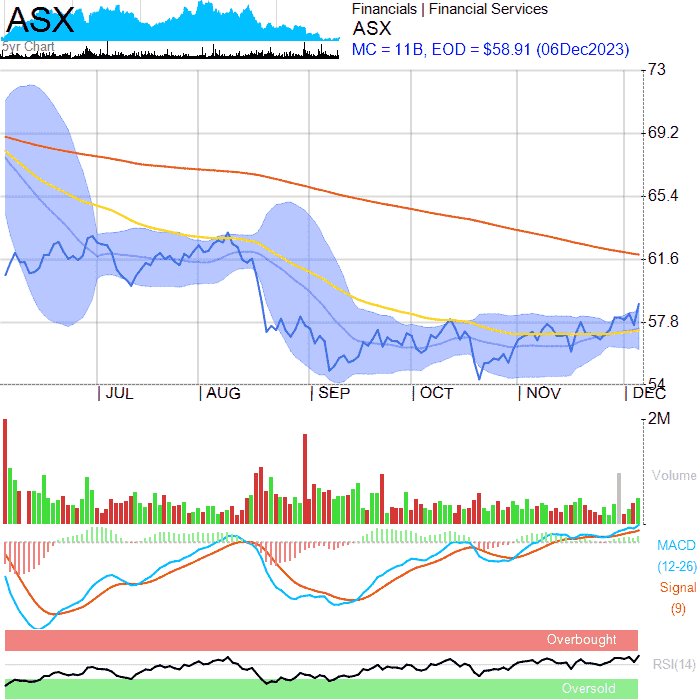 ASX
5yr Chart
Financials | Financial Services
ASX
MC = 11B, EOD = $58.91 (06Dec2023)
73
69.2
65.4
61.6
57.8
54
JUL AUG SEP OCT NOV DEC
2M
Volume
MACD
(12-26)
Signal
(9)
Overbought
RSI(14)
Oversold